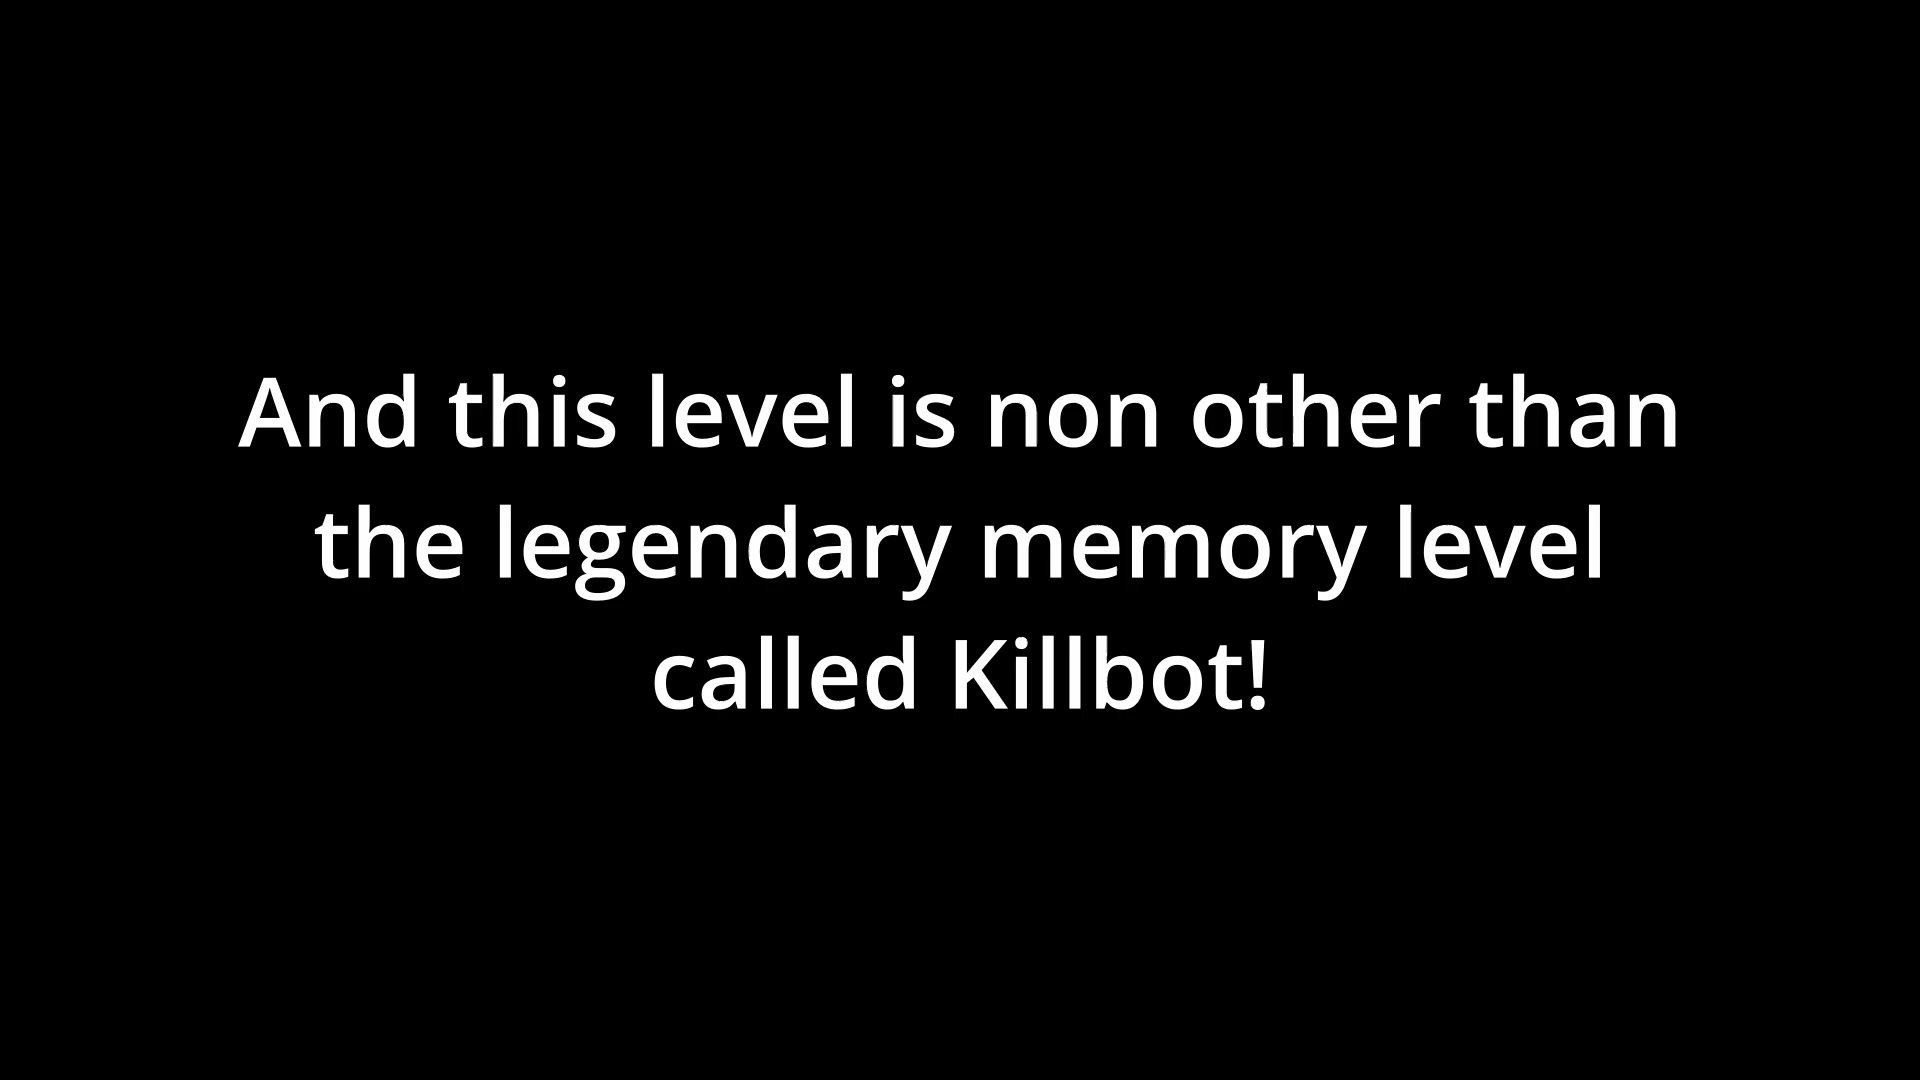 And this level is non other than
the legendary memory level
called Killbot!